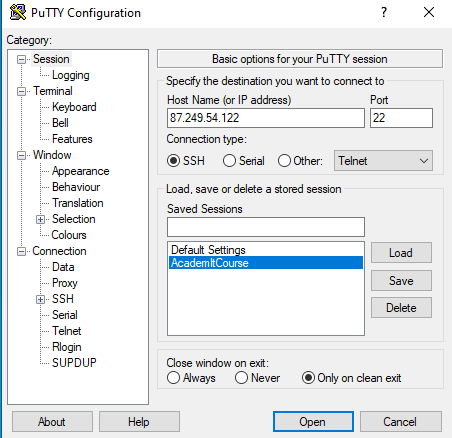 PuTTY Configuration
?
Category:
Session
Logging
Terminal
Keyboard
Bell
Features
Window
Appearance
Behaviour
Translation
Selection
Colours
Connection
Data
Proxy
SSH
Serial
Telnet
Rlogin
SUPDUP
Basic options for your PuTTY session
Specify the destination you want to connect to
Host Name (or IP address) Port
87.249.54.122 22
Connection type:
SSH Serial Other: Telnet
Load, save or delete a stored session
Saved Sessions
Default Settings
AcademItCourse
Load
Save
Delete
Close window on exit:
Always Never Only on clean exit
About Help Open Cancel